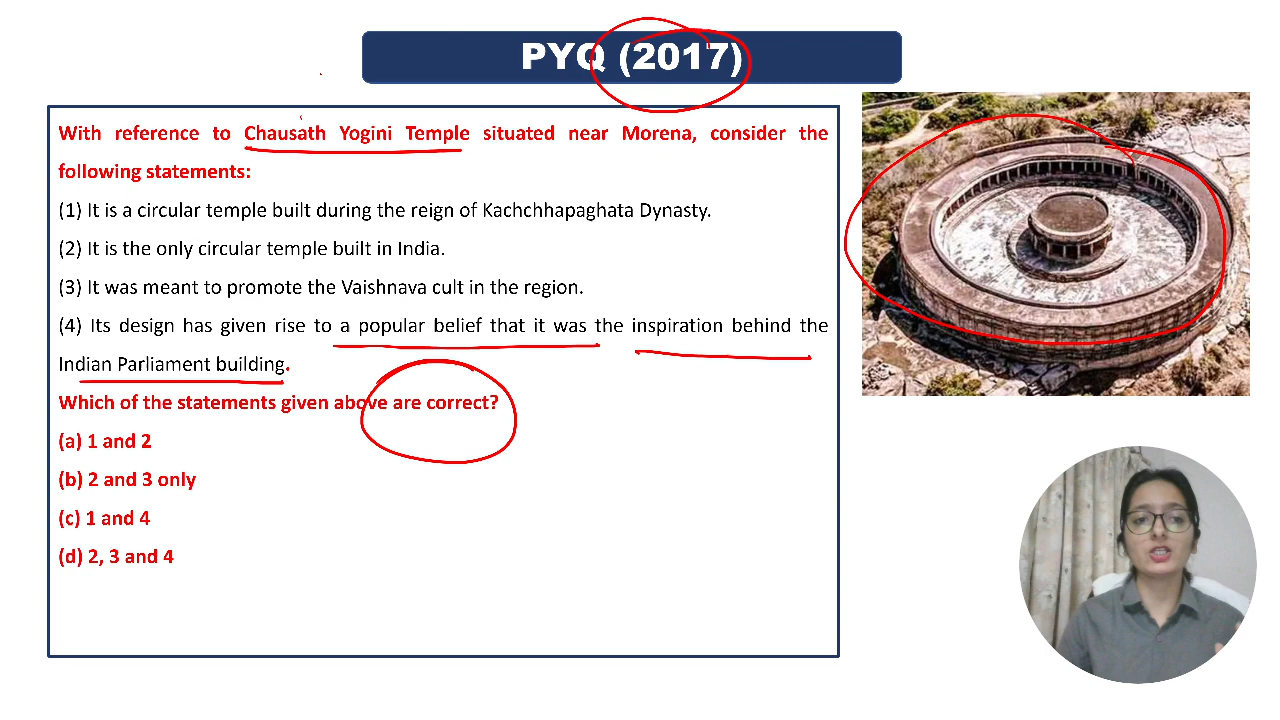 PYQ (2017)
With reference to Chausath Yogini Temple situated near Morena, consider the
following statements:
(1) It is a circular temple built during the reign of Kachchhapaghata Dynasty.
(2) It is the only circular temple built in India.
(3) It was meant to promote the Vaishnava cult in the region.
(4) Its design has given rise to a popular belief that it was the inspiration behind the
Indian Parliament building.
Which of the statements given above are correct?
(a) 1 and 2
(b) 2 and 3 only
(c) 1 and 4
(d) 2, 3 and 4